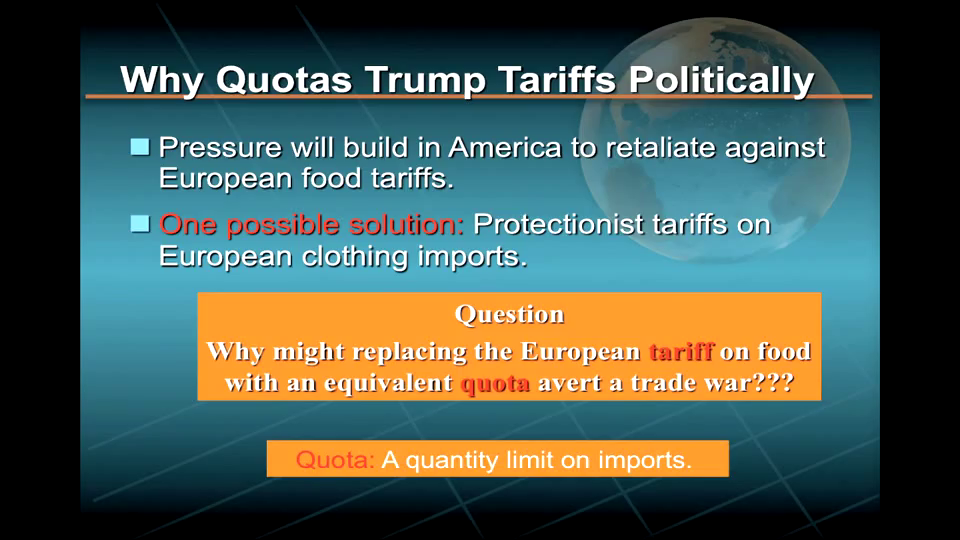 Why Quotas Trump Tariffs Politically
Pressure will build in America to retaliate against
European food tariffs.
One possible solution: Protectionist tariffs on
European clothing imports.
Question
Why might replacing the European tariff on food
with an equivalent quota avert a trade war???
Quota: A quantity limit on imports.